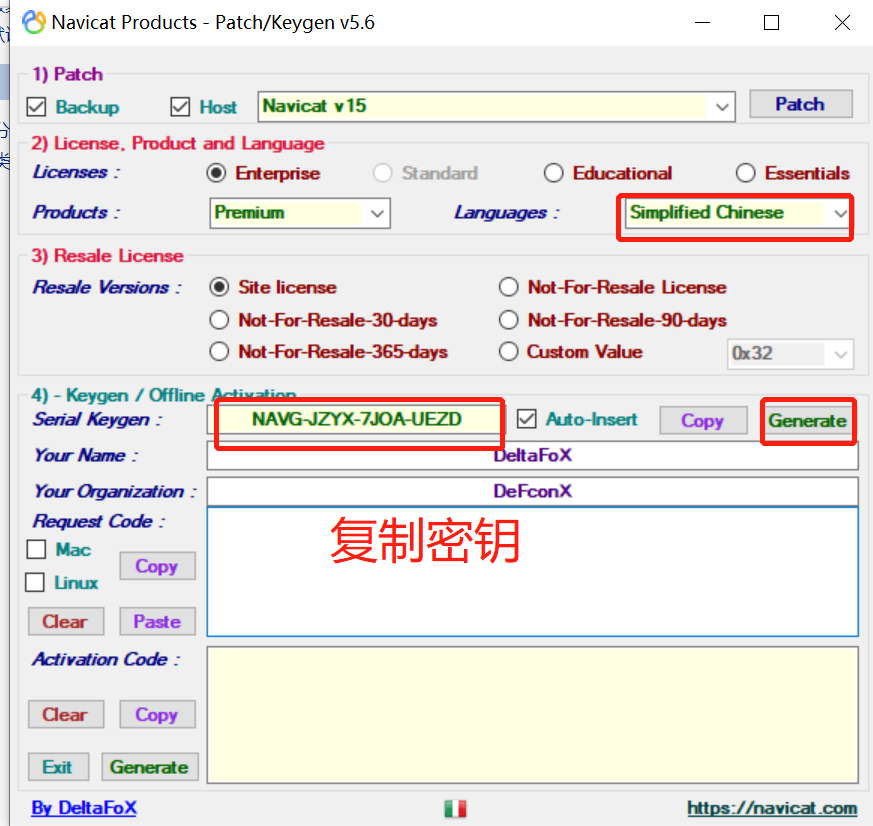 Navicat Products - Patch/Keygen v5.6
1) Patch
Backup Host Navicat v15 Patch
2) License, Product and Language
Licenses : Enterprise Standard Educational Essentials
Products : Premium Languages : Simplified Chinese
3) Resale License
Resale Versions : Site license Not-For-Resale License
Not-For-Resale-30-days Not-For-Resale-90-days
Not-For-Resale-365-days Custom Value 0x32
4) - Keygen / Offline Activation
Serial Keygen : NAVG-JZYX-7JOA-UEZD Auto-Insert Copy Generate
Your Name : DeltaFoX
Your Organization : DeFconX
Request Code :
复制密钥
Mac
Copy
Linux
Clear Paste
Activation Code :
Clear Copy
Exit Generate
By DeltaFoX https://navicat.com